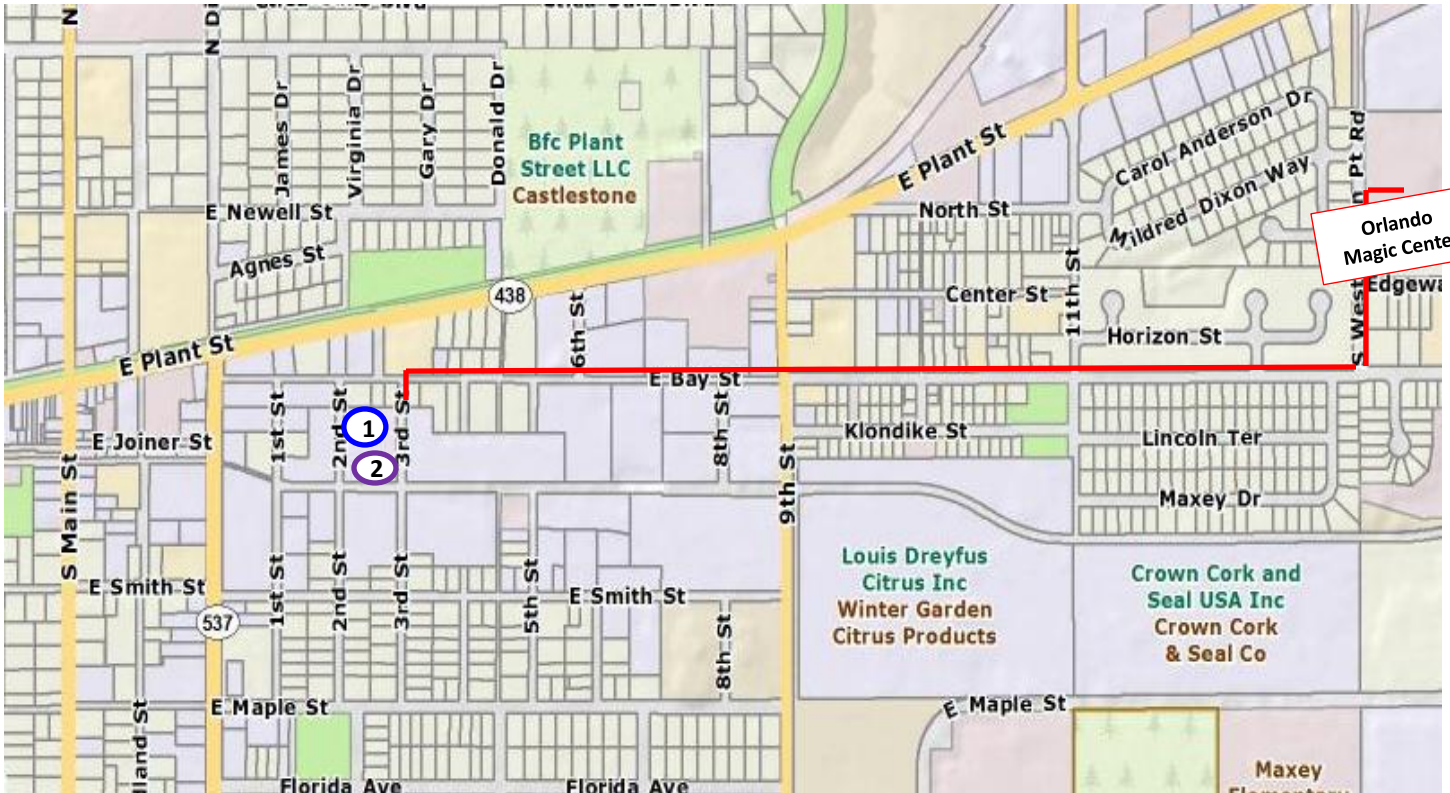 N
N Di
James Dr
Virginia Dr
Gary Dr
Donald Dr
Bfc Plant
Street LLC
Castlestone
E Plant St
Carol Anderson Dr
Mildred Dixon Way
n Pt Rd
E Newell St
North St
Agnes St
Orlando
Magic Cente
438
6th St
Center St
11th St
Edgewa
Horizon St
S West
E Plant St
E Bay St
1st St
2nd St
3rd St
8th St
1
2
E Joiner St
Klondike St
Lincoln Ter
9th St
Maxey Dr
S Main St
1st St
2nd St
3rd St
5th St
E Smith St
E Smith St
537
8th St
Louis Dreyfus
Citrus Inc
Winter Garden
Citrus Products
Crown Cork and
Seal USA Inc
Crown Cork
& Seal Co
E Maple St
E Maple St
lland St
Florida Ave
Florida Ave
Maxey
Elementary